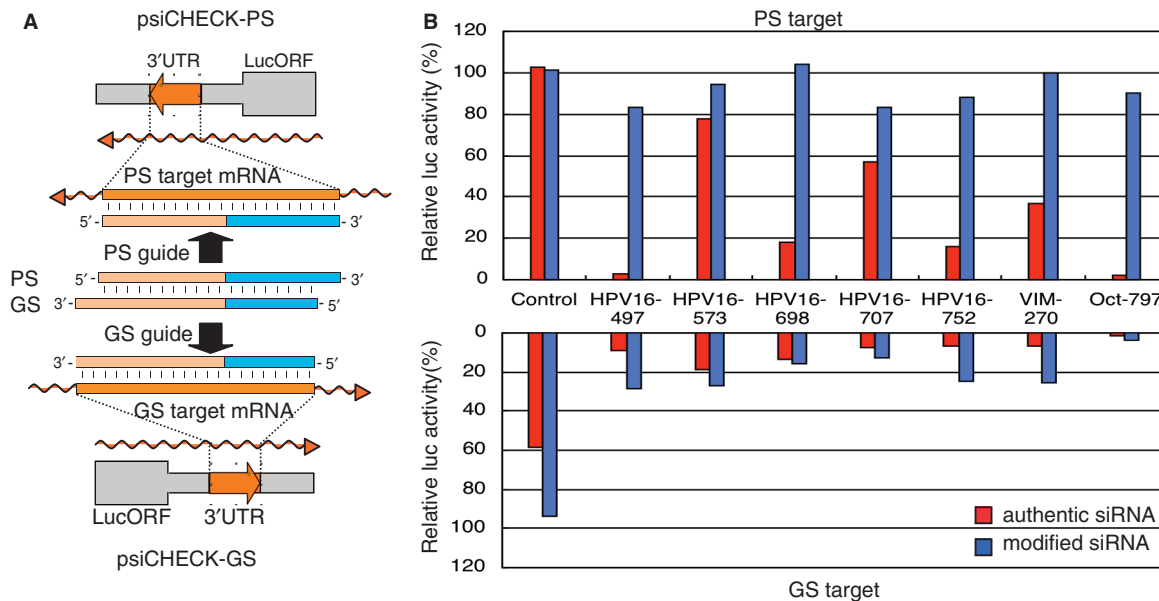 A
psiCHECK-PS
3′UTR
LucORF
PS target mRNA
5′ - - 3′
PS guide
PS - 3′
5′ -
GS
3′ - - 5′
GS guide
3′ - - 5′
GS target mRNA
LucORF
3′UTR
psiCHECK-GS
B
PS target
Relative luc activity (%)
120
100
80
60
40
20
0
Control
HPV16-
497
HPV16-
573
HPV16-
698
HPV16-
707
HPV16-
752
VIM-
270
Oct-797
Relative luc activity(%)
0
20
40
60
80
100
120
authentic siRNA
modified siRNA
GS target